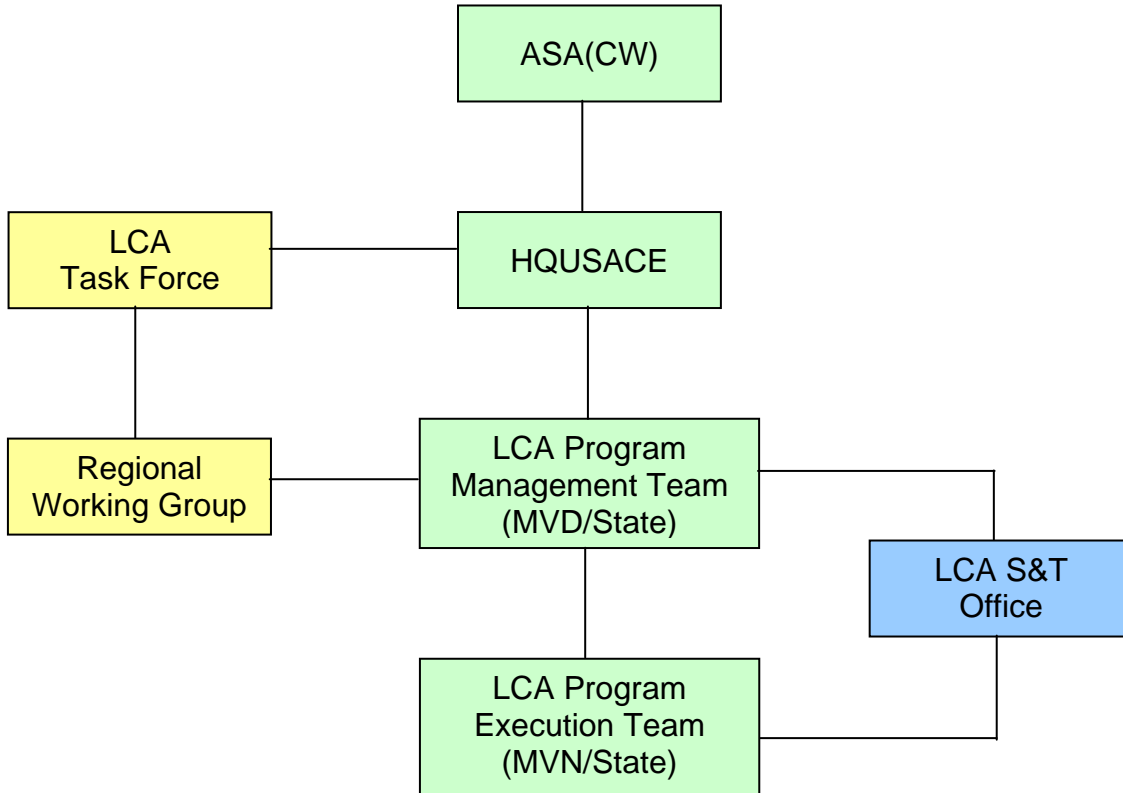 ASA(CW)
LCA
Task Force
HQUSACE
Regional
Working Group
LCA Program
Management Team
(MVD/State)
LCA S&T
Office
LCA Program
Execution Team
(MVN/State)